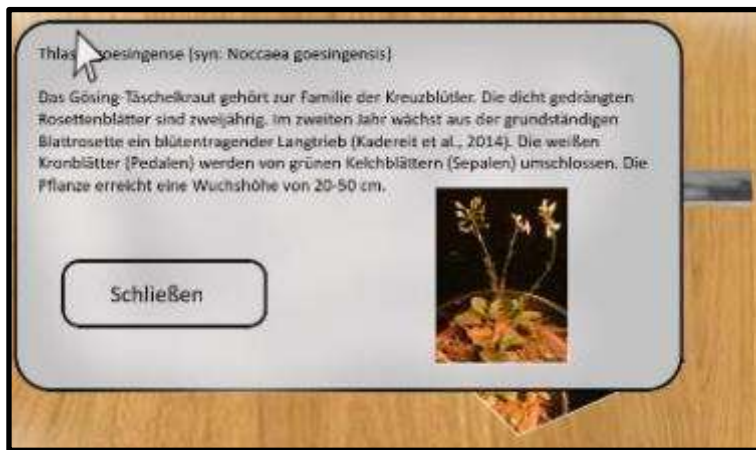 goesingense (syn: Noccaea goesingensis)
Das Gösing-Täschelkraut gehört zur Familie der Kreuzblütler. Die dicht gedrängten
Rosettenblätter sind zweijährig. Im zweiten Jahr wächst aus der grundständigen
Blattrosette ein blütentragender Langtrieb (Kadereit et al., 2014). Die weißen
Kronblätter (Pedalen) werden von grünen Kelchblättern (Sepalen) umschlossen. Die
Pflanze erreicht eine Wuchshöhe von 20-50 cm.
Schließen